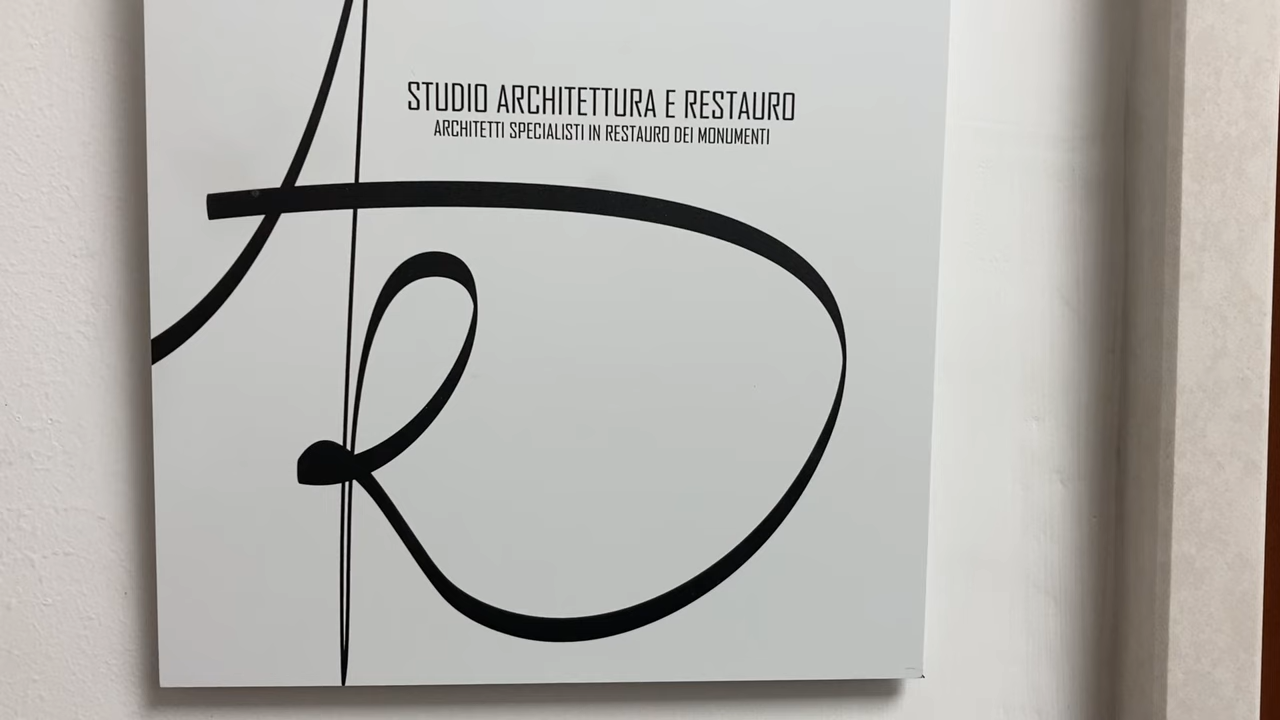 STUDIO ARCHITETTURA E RESTAURO
ARCHITETTI SPECIALISTI IN RESTAURO DEI MONUMENTI